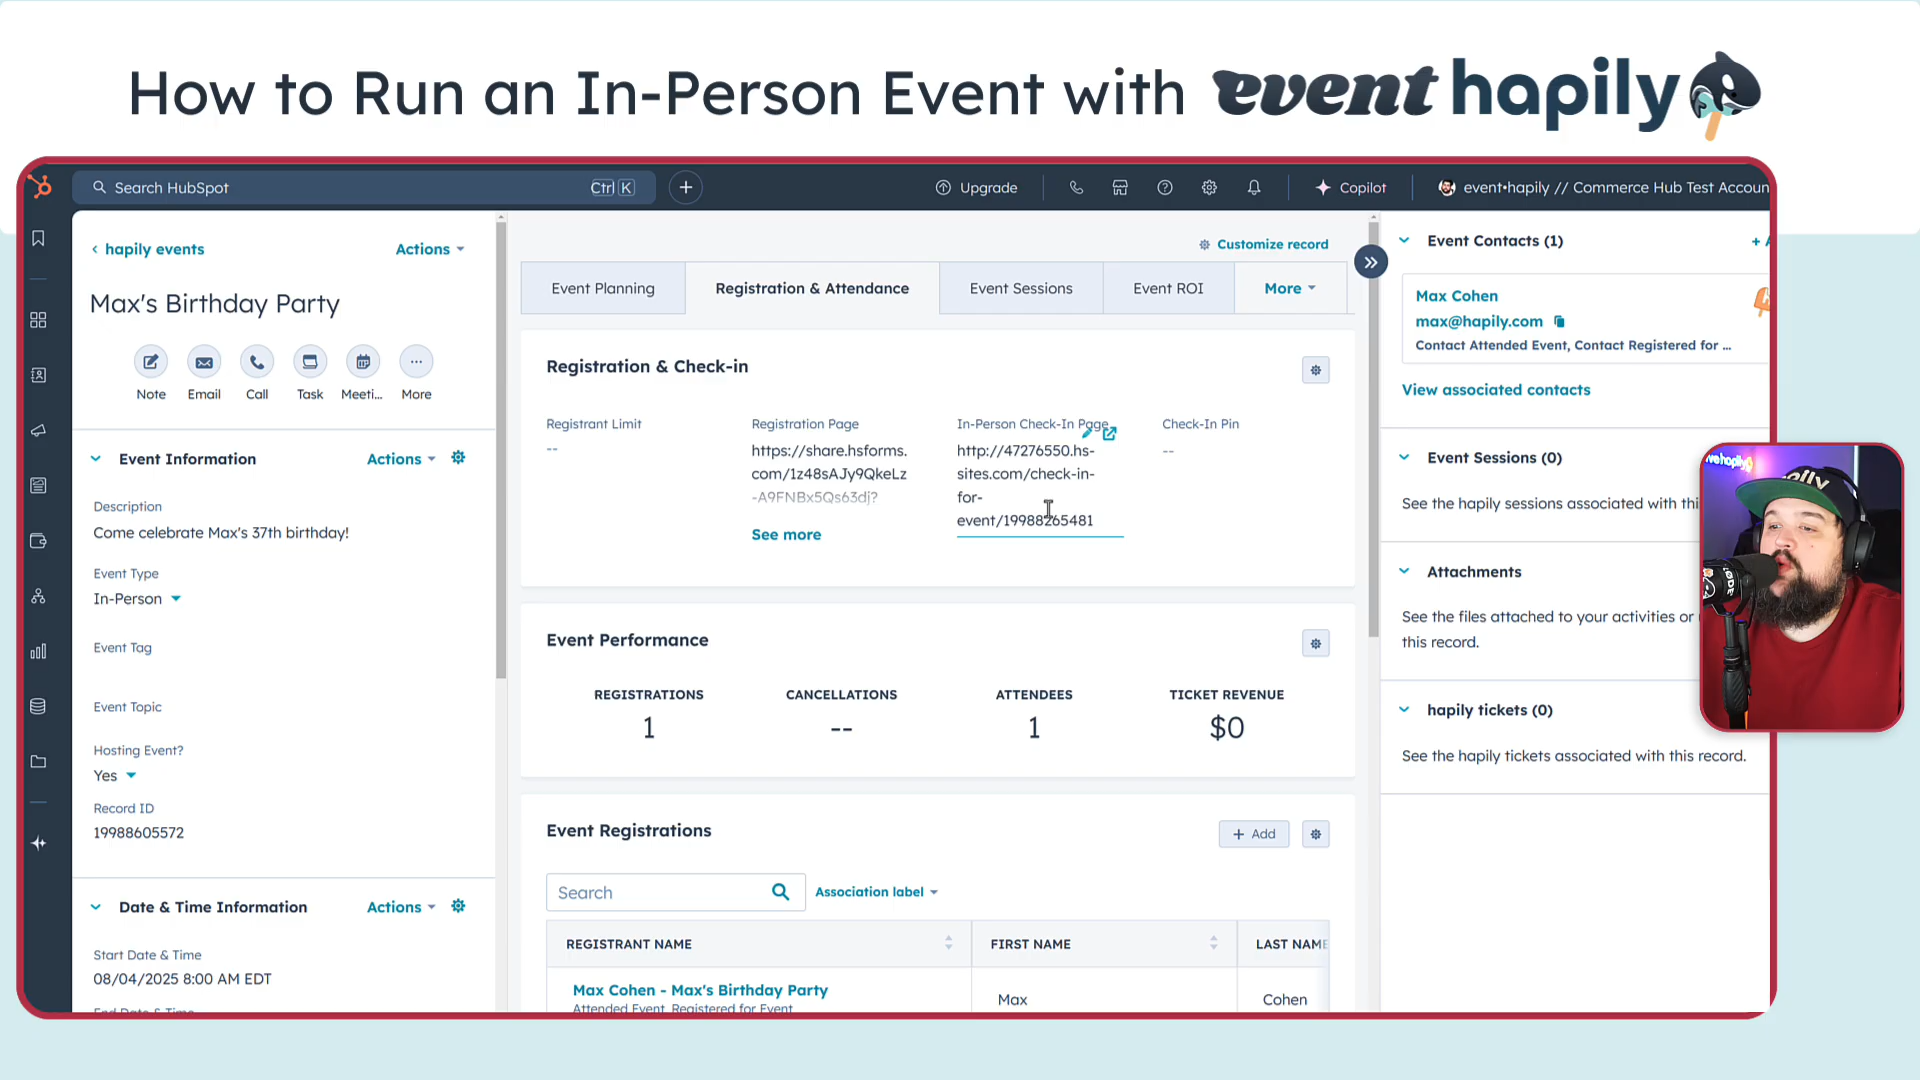 How to Run an In-Person Event with event hapily
Search HubSpot
Ctrl K
Upgrade
Copilot
event•hapily // Commerce Hub Test Accoun
hapily events
Actions
Max's Birthday Party
Note
Email
Call
Task
Meeti...
More
Event Information
Actions
Description
Come celebrate Max's 37th birthday!
Event Type
In-Person
Event Tag
Event Topic
Hosting Event?
Yes
Record ID
19988605572
Date & Time Information
Actions
Start Date & Time
08/04/2025 8:00 AM EDT
End Date & Time
Customize record
Event Planning
Registration & Attendance
Event Sessions
Event ROI
More
Registration & Check-in
Registrant Limit
--
Registration Page
https://share.hsforms.
com/1z48sAJy9QkeLz
-A9FNBx5Qs63dj?
See more
In-Person Check-In Page
http://47276550.hs-
sites.com/check-in-
for-
event/19988265481
Check-In Pin
--
Event Performance
REGISTRATIONS
1
CANCELLATIONS
--
ATTENDEES
1
TICKET REVENUE
$0
Event Registrations
+ Add
Search
Association label
REGISTRANT NAME
FIRST NAME
LAST NAME
Max Cohen - Max's Birthday Party
Attended Event, Registered for Event
Max
Cohen
Event Contacts (1)
+ A
Max Cohen
max@hapily.com
Contact Attended Event, Contact Registered for ...
View associated contacts
Event Sessions (0)
See the hapily sessions associated with thi
Attachments
See the files attached to your activities or
this record.
hapily tickets (0)
See the hapily tickets associated with this record.
RØDE